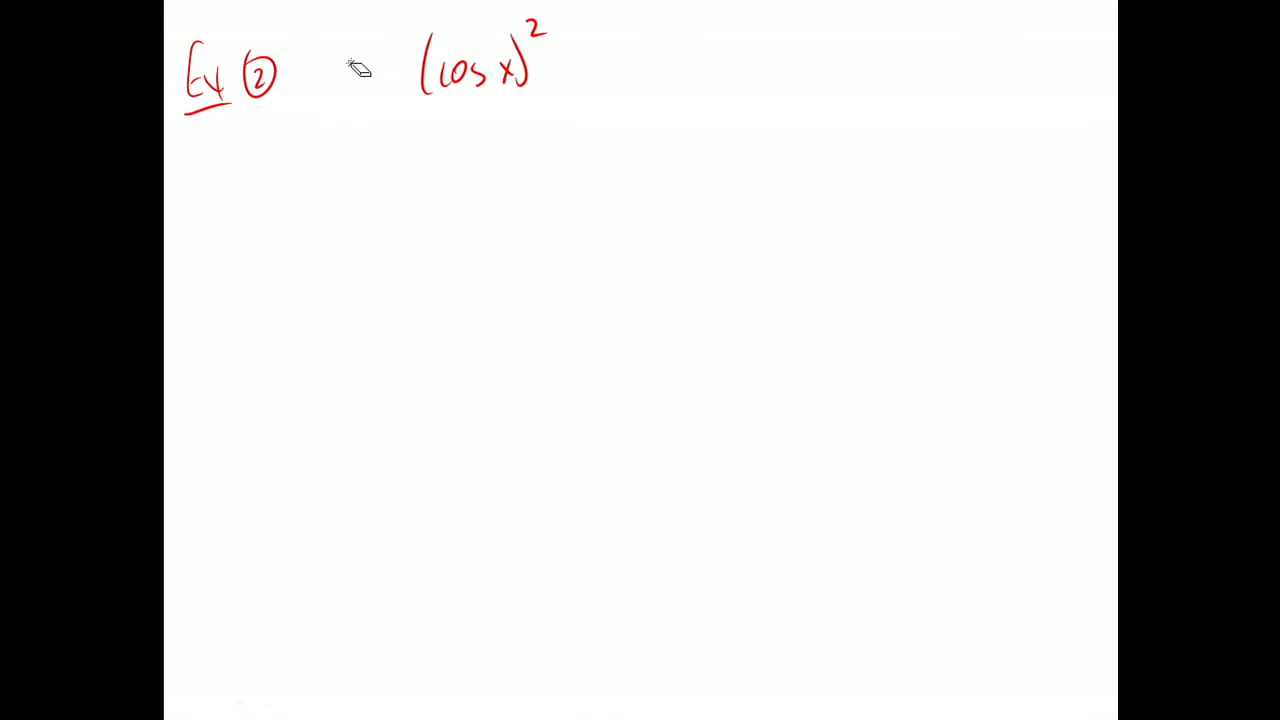 Ex ② (cos x)²